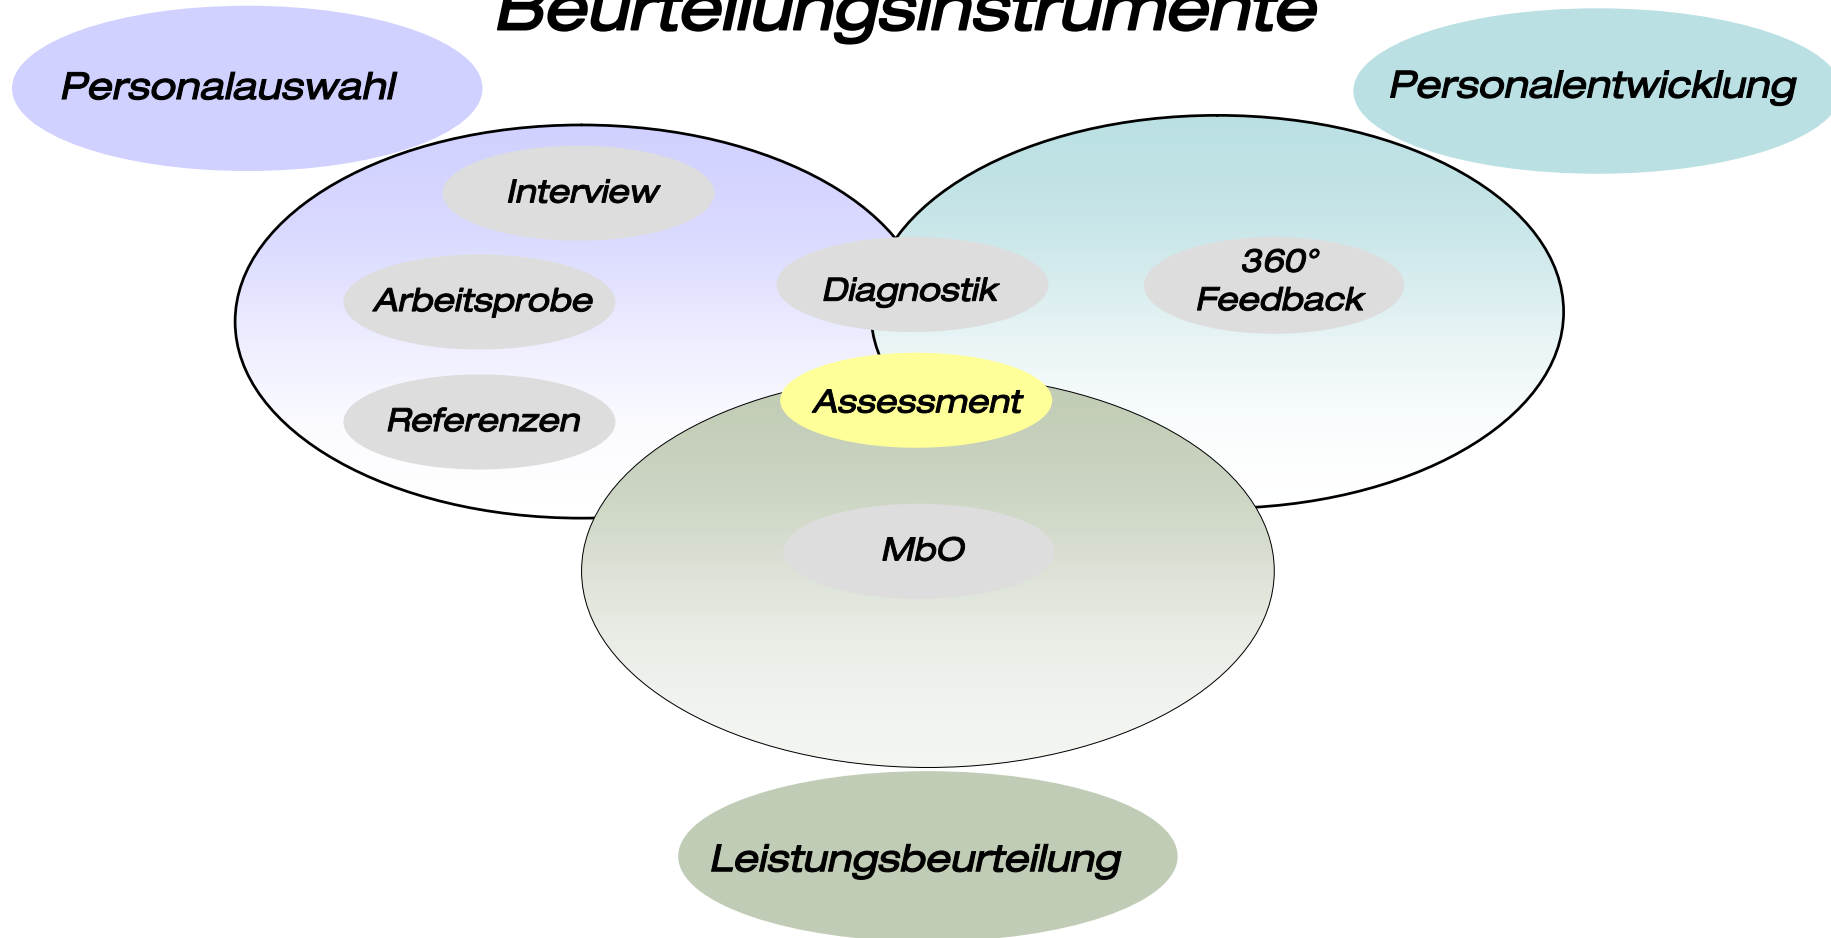 Beurteilungsinstrumente
Personalauswahl
Personalentwicklung
Interview
Arbeitsprobe
Diagnostik
360°
Feedback
Referenzen
Assessment
MbO
Leistungsbeurteilung